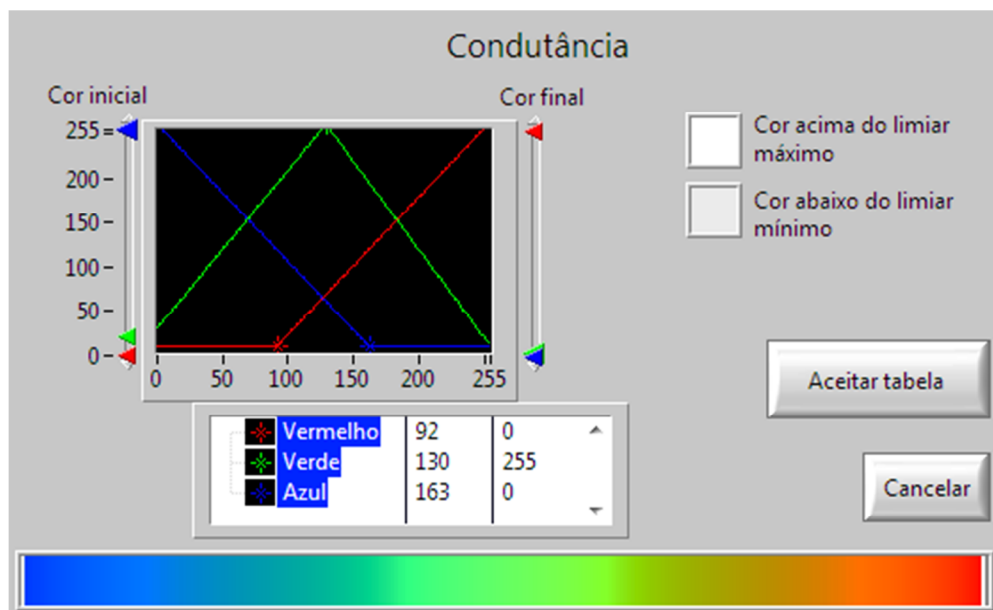 Condutância
Cor inicial
Cor final
255
200
150
100
50
0
0 50 100 150 200 255
Cor acima do limiar
máximo
Cor abaixo do limiar
mínimo
Aceitar tabela
Vermelho 92 0
Verde 130 255
Azul 163 0
Cancelar